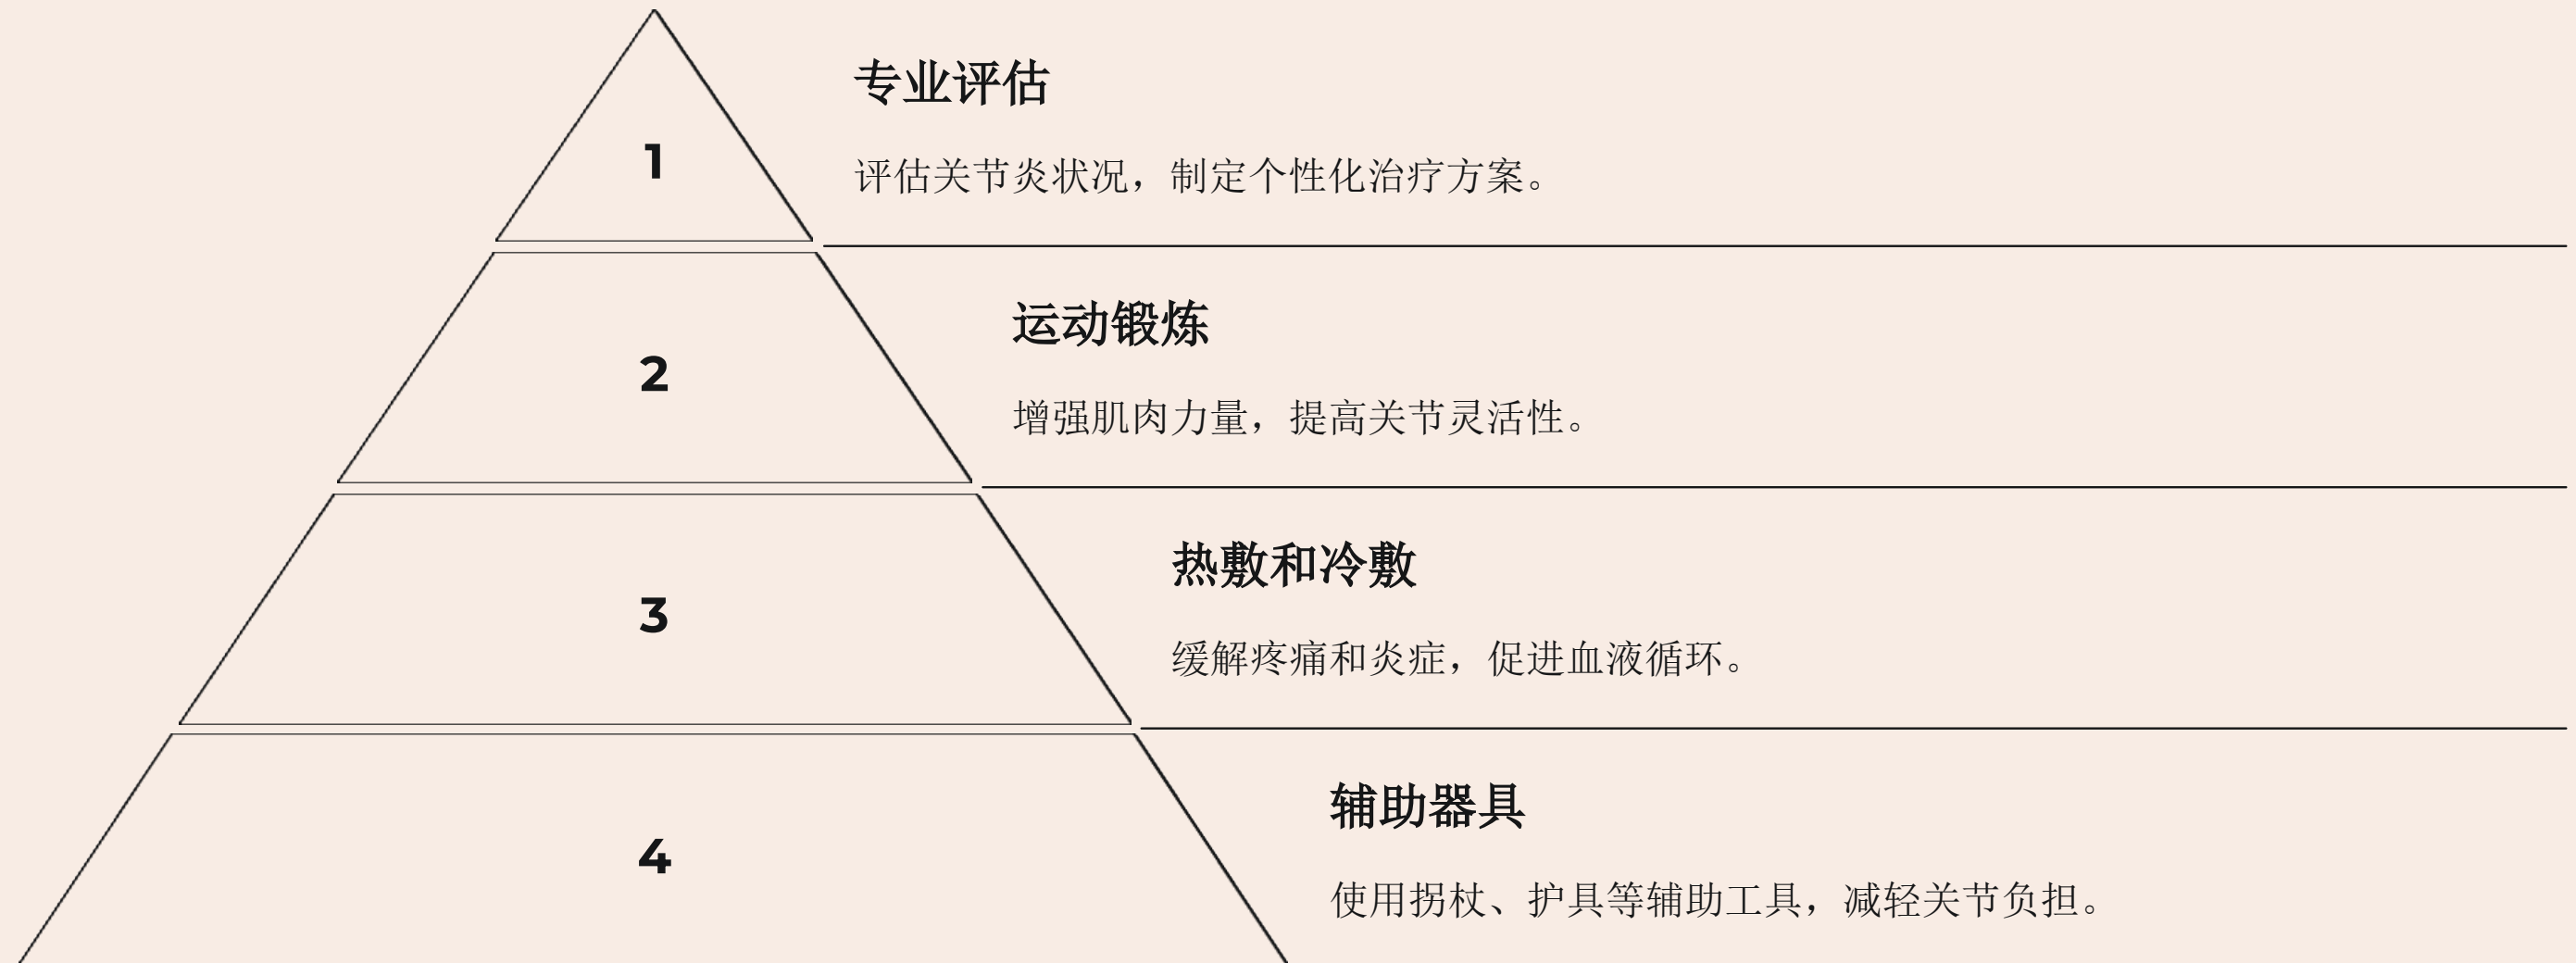 专业评估
1
评估关节炎状况，制定个性化治疗方案。
运动锻炼
2
增强肌肉力量，提高关节灵活性。
热敷和冷敷
3
缓解疼痛和炎症，促进血液循环。
辅助器具
4
使用拐杖、护具等辅助工具，减轻关节负担。